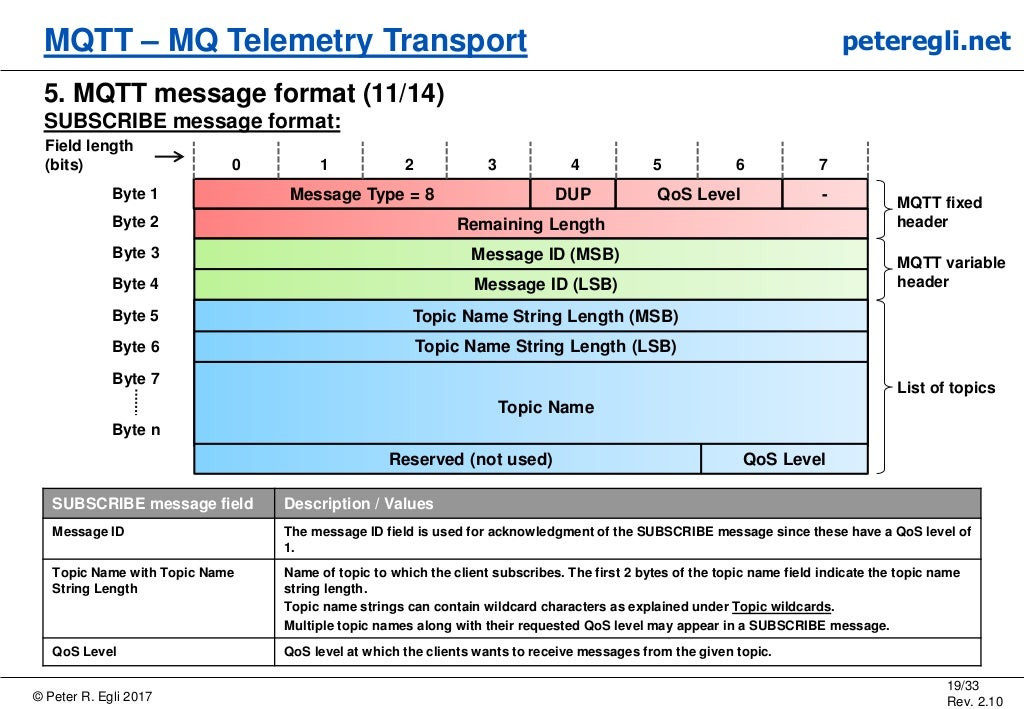 MQTT – MQ Telemetry Transport
peteregli.net
5. MQTT message format (11/14)
SUBSCRIBE message format:
Field length
(bits)
0 1 2 3 4 5 6 7
Byte 1
Message Type = 8 DUP QoS Level -
Byte 2
Remaining Length
MQTT fixed
header
Byte 3
Message ID (MSB)
Byte 4
Message ID (LSB)
MQTT variable
header
Byte 5
Topic Name String Length (MSB)
Byte 6
Topic Name String Length (LSB)
Byte 7
Topic Name
Byte n
Reserved (not used) QoS Level
List of topics
SUBSCRIBE message field Description / Values
Message ID
The message ID field is used for acknowledgment of the SUBSCRIBE message since these have a QoS level of
1.
Topic Name with Topic Name
String Length
Name of topic to which the client subscribes. The first 2 bytes of the topic name field indicate the topic name
string length.
Topic name strings can contain wildcard characters as explained under Topic wildcards.
Multiple topic names along with their requested QoS level may appear in a SUBSCRIBE message.
QoS Level
QoS level at which the clients wants to receive messages from the given topic.
© Peter R. Egli 2017
19/33
Rev. 2.10